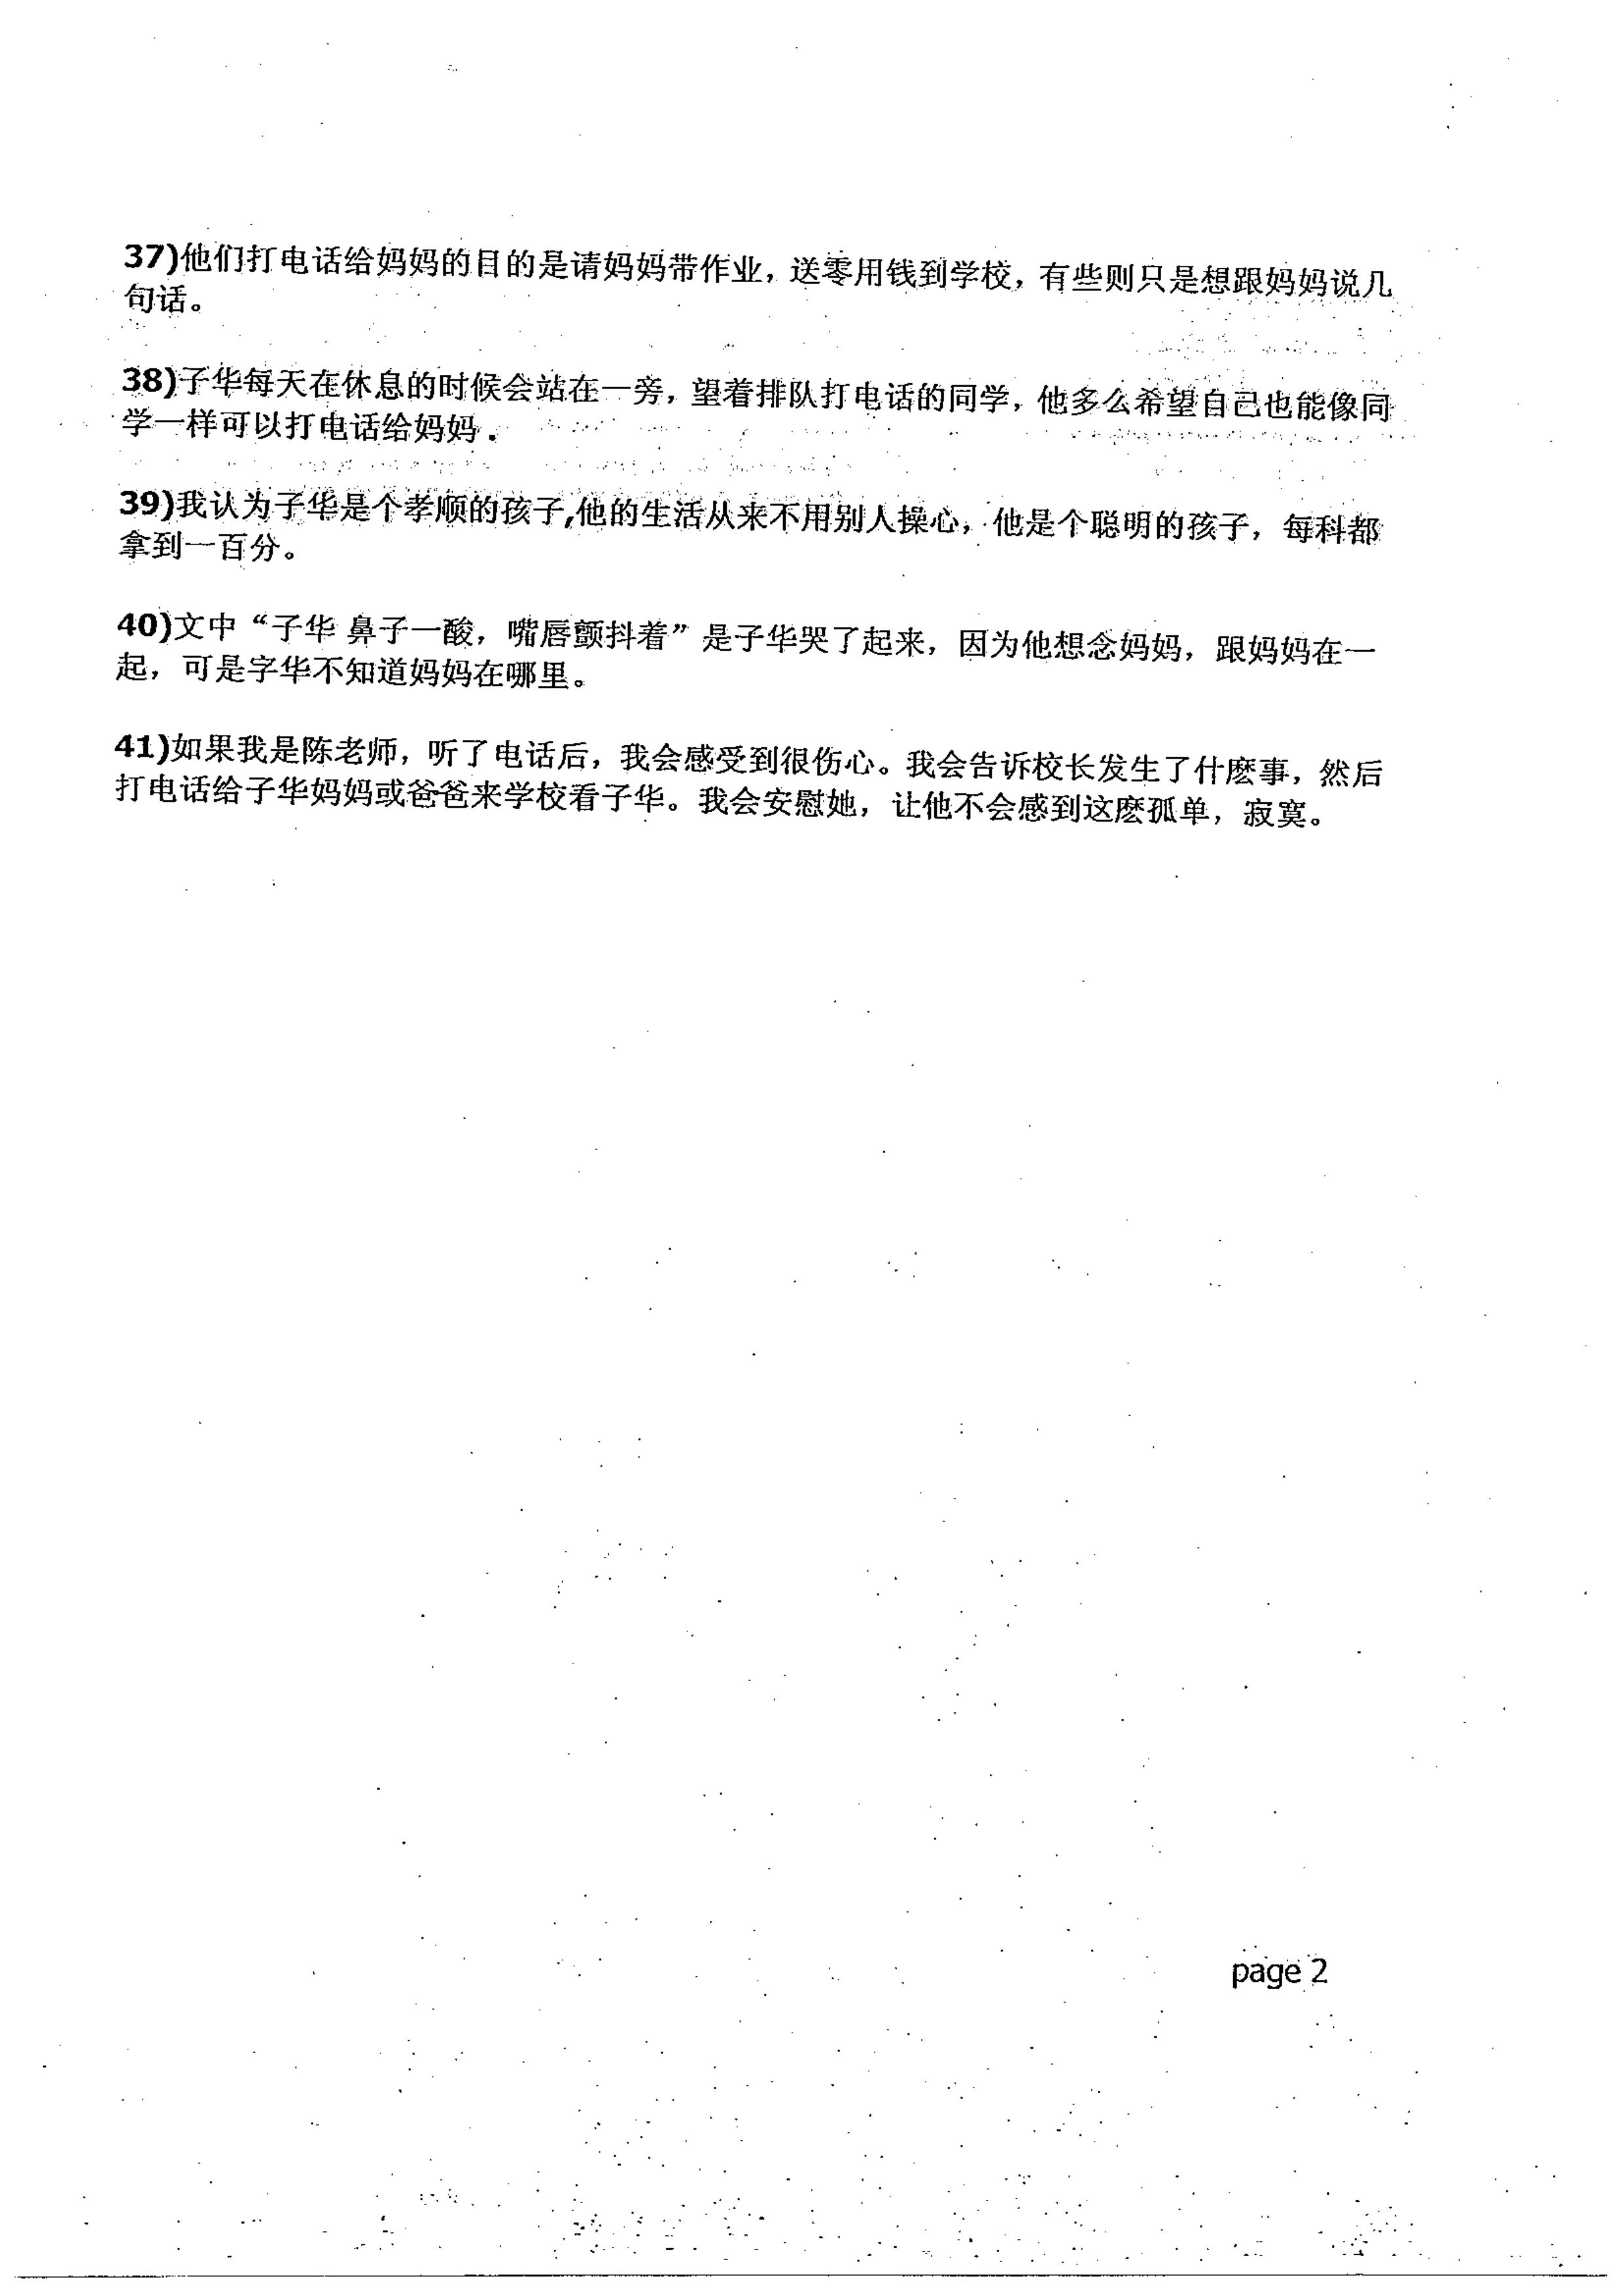 37)他们打电话给妈妈的目的是请妈妈带作业，送零用钱到学校，有些则只是想跟妈妈说几
句话。
38)子华每天在休息的时候会站在一旁，望着排队打电话的同学，他多么希望自己也能像同
学一样可以打电话给妈妈．
39)我认为子华是个孝顺的孩子,他的生活从来不用别人操心，他是个聪明的孩子，每科都
拿到一百分。
40)文中“子华 鼻子一酸，嘴唇颤抖着”是子华哭了起来，因为他想念妈妈，跟妈妈在一
起，可是字华不知道妈妈在哪里。
41)如果我是陈老师，听了电话后，我会感受到很伤心。我会告诉校长发生了什麽事，然后
打电话给子华妈妈或爸爸来学校看子华。我会安慰她，让他不会感到这麽孤单，寂寞。
page 2